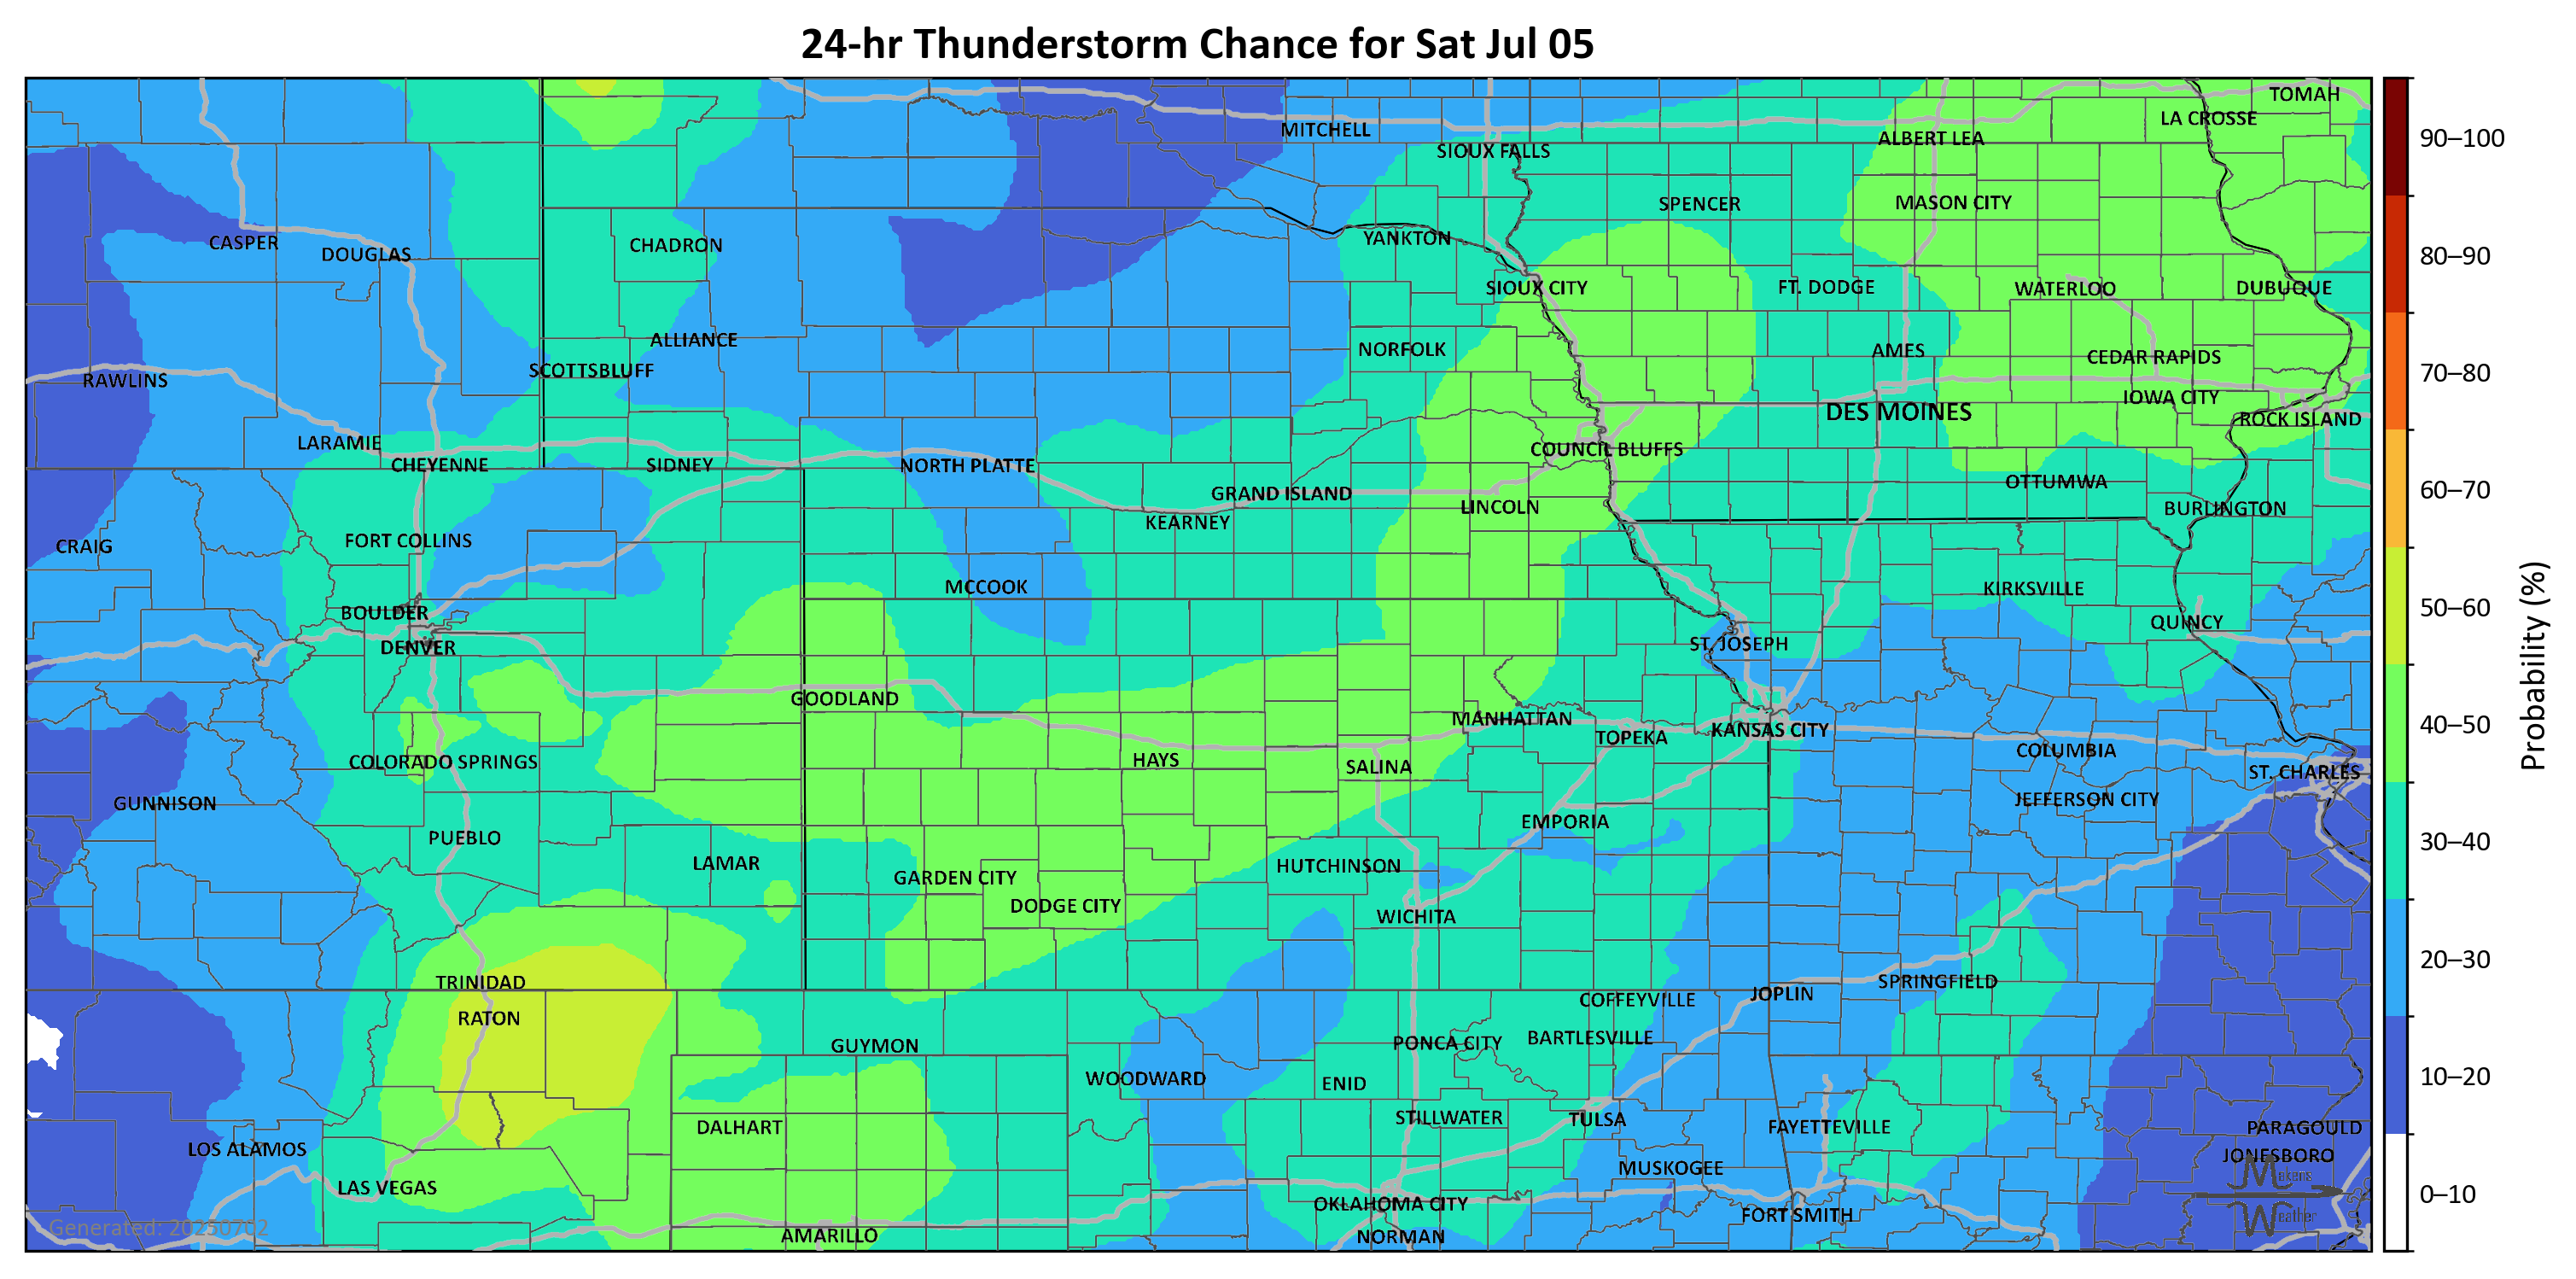 24-hr Thunderstorm Chance for Sat Jul 05
TOMAH
LA CROSSE
MITCHELL
ALBERT LEA
SIOUX FALLS
SPENCER
MASON CITY
CASPER
DOUGLAS
CHADRON
YANKTON
SIOUX CITY
FT. DODGE
WATERLOO
DUBUQUE
ALLIANCE
NORFOLK
AMES
CEDAR RAPIDS
RAWLINS
SCOTTSBLUFF
IOWA CITY
DES MOINES
ROCK ISLAND
LARAMIE
COUNCIL BLUFFS
CHEYENNE
SIDNEY
NORTH PLATTE
GRAND ISLAND
OTTUMWA
LINCOLN
BURLINGTON
KEARNEY
CRAIG
FORT COLLINS
MCCOOK
KIRKSVILLE
BOULDER
QUINCY
DENVER
ST. JOSEPH
GOODLAND
MANHATTAN
KANSAS CITY
TOPEKA
COLUMBIA
COLORADO SPRINGS
HAYS
SALINA
ST. CHARLES
GUNNISON
JEFFERSON CITY
EMPORIA
PUEBLO
LAMAR
HUTCHINSON
GARDEN CITY
DODGE CITY
WICHITA
TRINIDAD
SPRINGFIELD
JOPLIN
COFFEYVILLE
RATON
BARTLESVILLE
PONCA CITY
GUYMON
WOODWARD
ENID
STILLWATER
TULSA
DALHART
FAYETTEVILLE
PARAGOULD
LOS ALAMOS
JONESBORO
MUSKOGEE
LAS VEGAS
OKLAHOMA CITY
FORT SMITH
AMARILLO
NORMAN
Generated: 20250702
Mekens
Weather
90–100
80–90
70–80
60–70
50–60
40–50
30–40
20–30
10–20
0–10
Probability (%)